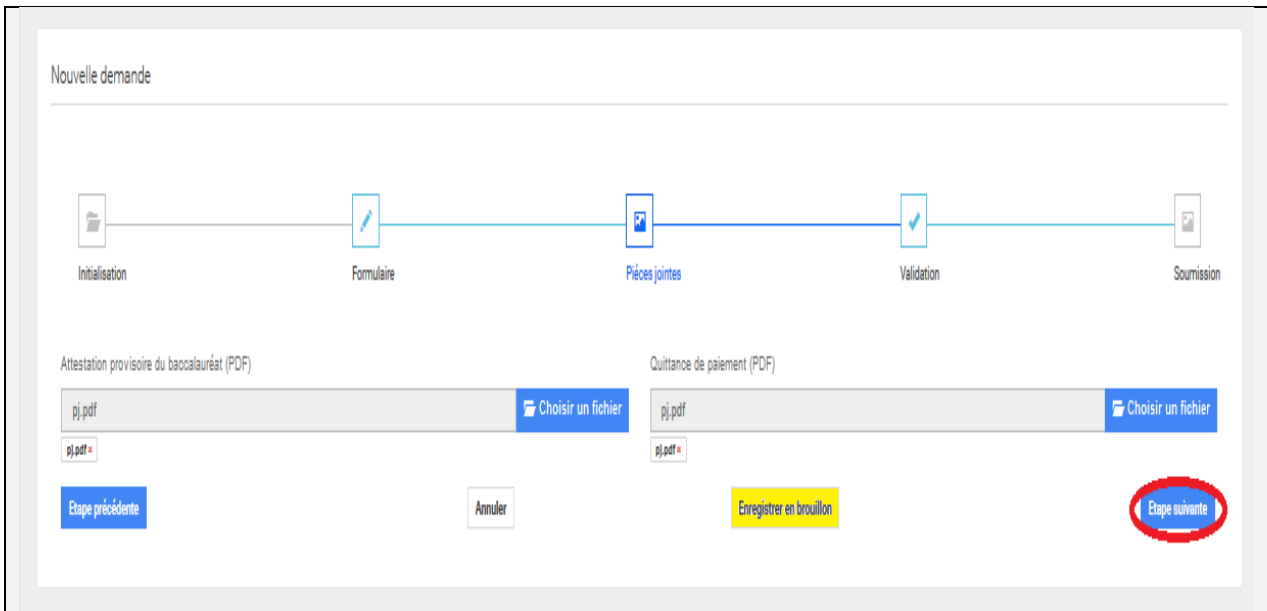 Nouvelle demande
Initialisation
Formulaire
Piéces jointes
Validation
Soumission
Attestation provisoire du baccalauréat (PDF)
Quittance de paiement (PDF)
pj.pdf
Choisir un fichier
pj.pdf
Choisir un fichier
pj.pdf ×
pj.pdf ×
Etape précédente
Annuler
Enregistrer en brouillon
Etape suivante